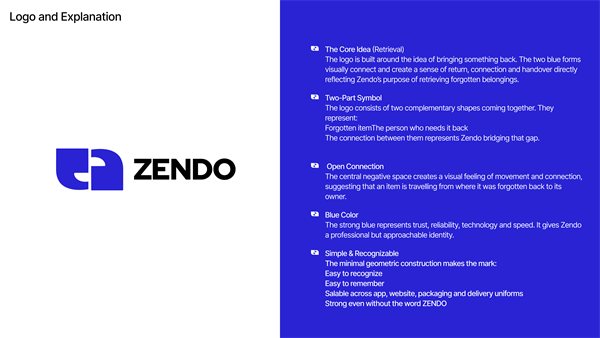 Logo and Explanation
ZENDO
The Core Idea (Retrieval)
The logo is built around the idea of bringing something back. The two blue forms
visually connect and create a sense of return, connection and handover directly
reflecting Zendo's purpose of retrieving forgotten belongings.
Two-Part Symbol
The logo consists of two complementary shapes coming together. They
represent:
Forgotten itemThe person who needs it back
The connection between them represents Zendo bridging that gap.
Open Connection
The central negative space creates a visual feeling of movement and connection,
suggesting that an item is travelling from where it was forgotten back to its
owner.
Blue Color
The strong blue represents trust, reliability, technology and speed. It gives Zendo
a professional but approachable identity.
Simple & Recognizable
The minimal geometric construction makes the mark:
Easy to recognize
Easy to remember
Salable across app, website, packaging and delivery uniforms
Strong even without the word ZENDO